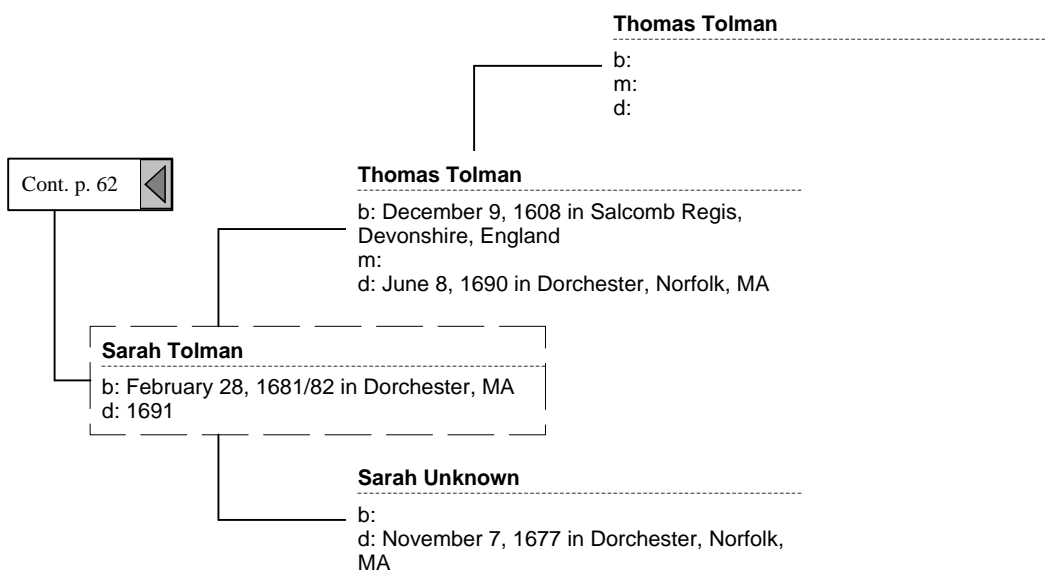 Thomas Tolman
b:
m:
d:
Cont. p. 62
Thomas Tolman
b: December 9, 1608 in Salcomb Regis,
Devonshire, England
m:
d: June 8, 1690 in Dorchester, Norfolk, MA
Sarah Tolman
b: February 28, 1681/82 in Dorchester, MA
d: 1691
Sarah Unknown
b:
d: November 7, 1677 in Dorchester, Norfolk,
MA